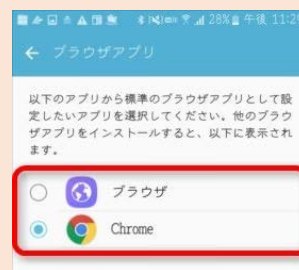 28% 午後 11:2
← ブラウザアプリ
以下のアプリから標準のブラウザアプリとして設
定したいアプリを選択してください。他のブラウ
ザアプリをインストールすると、以下に表示され
ます。
ブラウザ
Chrome